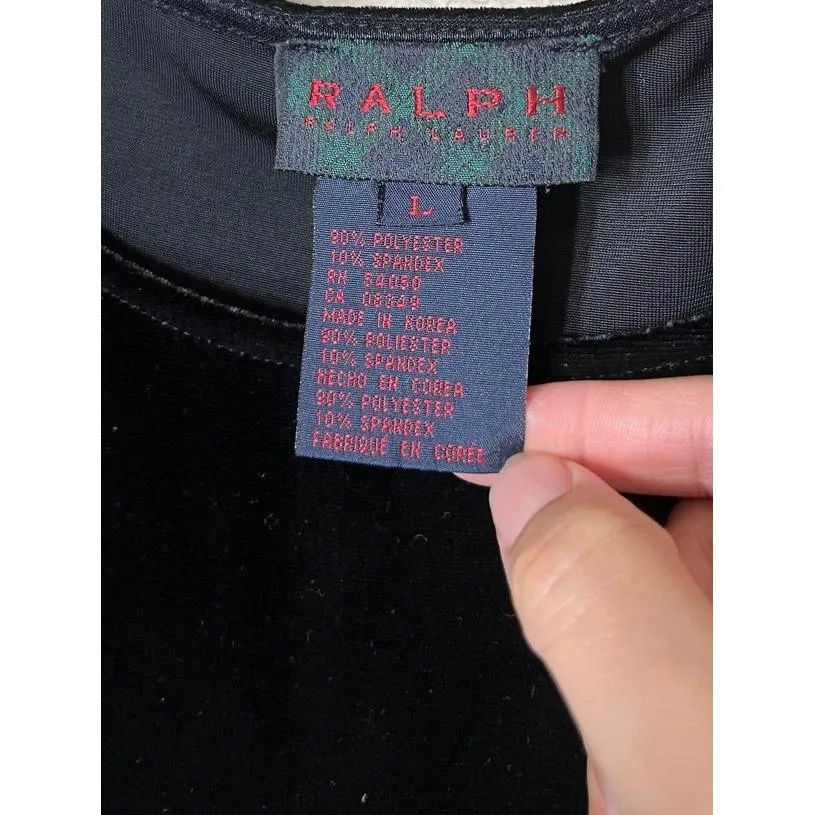 RALPH
RALPH LAUREN
L
90% POLYESTER
10% SPANDEX
RN 54050
CA 08349
MADE IN KOREA
90% POLIESTER
10% SPANDEX
HECHO EN COREA
90% POLYESTER
10% SPANDEX
FABRIQUÉ EN CORÉE